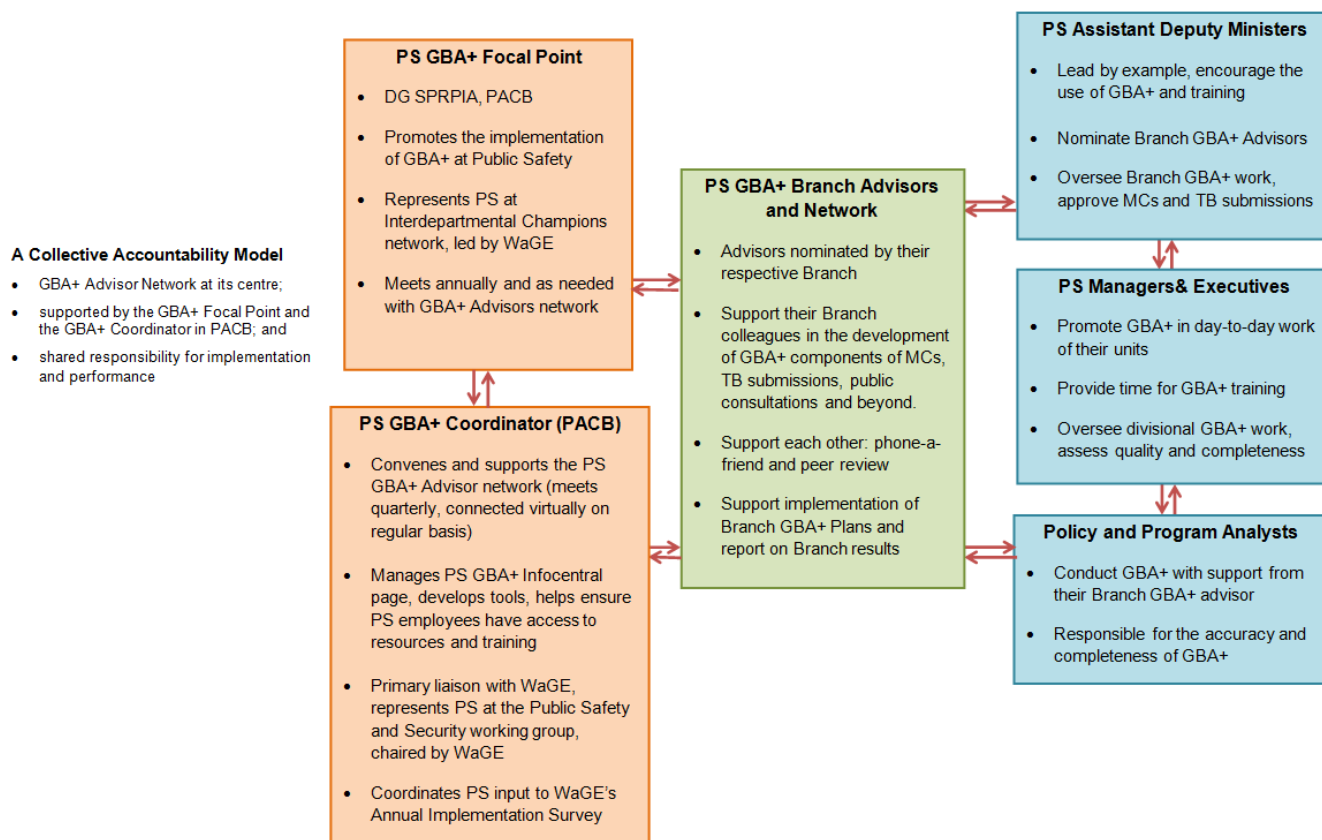 A Collective Accountability Model
• GBA+ Advisor Network at its centre;
• supported by the GBA+ Focal Point and
the GBA+ Coordinator in PACB; and
• shared responsibility for implementation
and performance
PS GBA+ Focal Point
• DG SPRPIA, PACB
• Promotes the implementation
of GBA+ at Public Safety
• Represents PS at
Interdepartmental Champions
network, led by WaGE
• Meets annually and as needed
with GBA+ Advisors network
PS GBA+ Coordinator (PACB)
• Convenes and supports the PS
GBA+ Advisor network (meets
quarterly, connected virtually on
regular basis)
• Manages PS GBA+ Infocentral
page, develops tools, helps ensure
PS employees have access to
resources and training
• Primary liaison with WaGE,
represents PS at the Public Safety
and Security working group,
chaired by WaGE
• Coordinates PS input to WaGE's
Annual Implementation Survey
PS GBA+ Branch Advisors
and Network
• Advisors nominated by their
respective Branch
• Support their Branch
colleagues in the development
of GBA+ components of MCs,
TB submissions, public
consultations and beyond.
• Support each other: phone-a-
friend and peer review
• Support implementation of
Branch GBA+ Plans and
report on Branch results
PS Assistant Deputy Ministers
• Lead by example, encourage the
use of GBA+ and training
• Nominate Branch GBA+ Advisors
• Oversee Branch GBA+ work,
approve MCs and TB submissions
PS Managers& Executives
• Promote GBA+ in day-to-day work
of their units
• Provide time for GBA+ training
• Oversee divisional GBA+ work,
assess quality and completeness
Policy and Program Analysts
• Conduct GBA+ with support from
their Branch GBA+ advisor
• Responsible for the accuracy and
completeness of GBA+